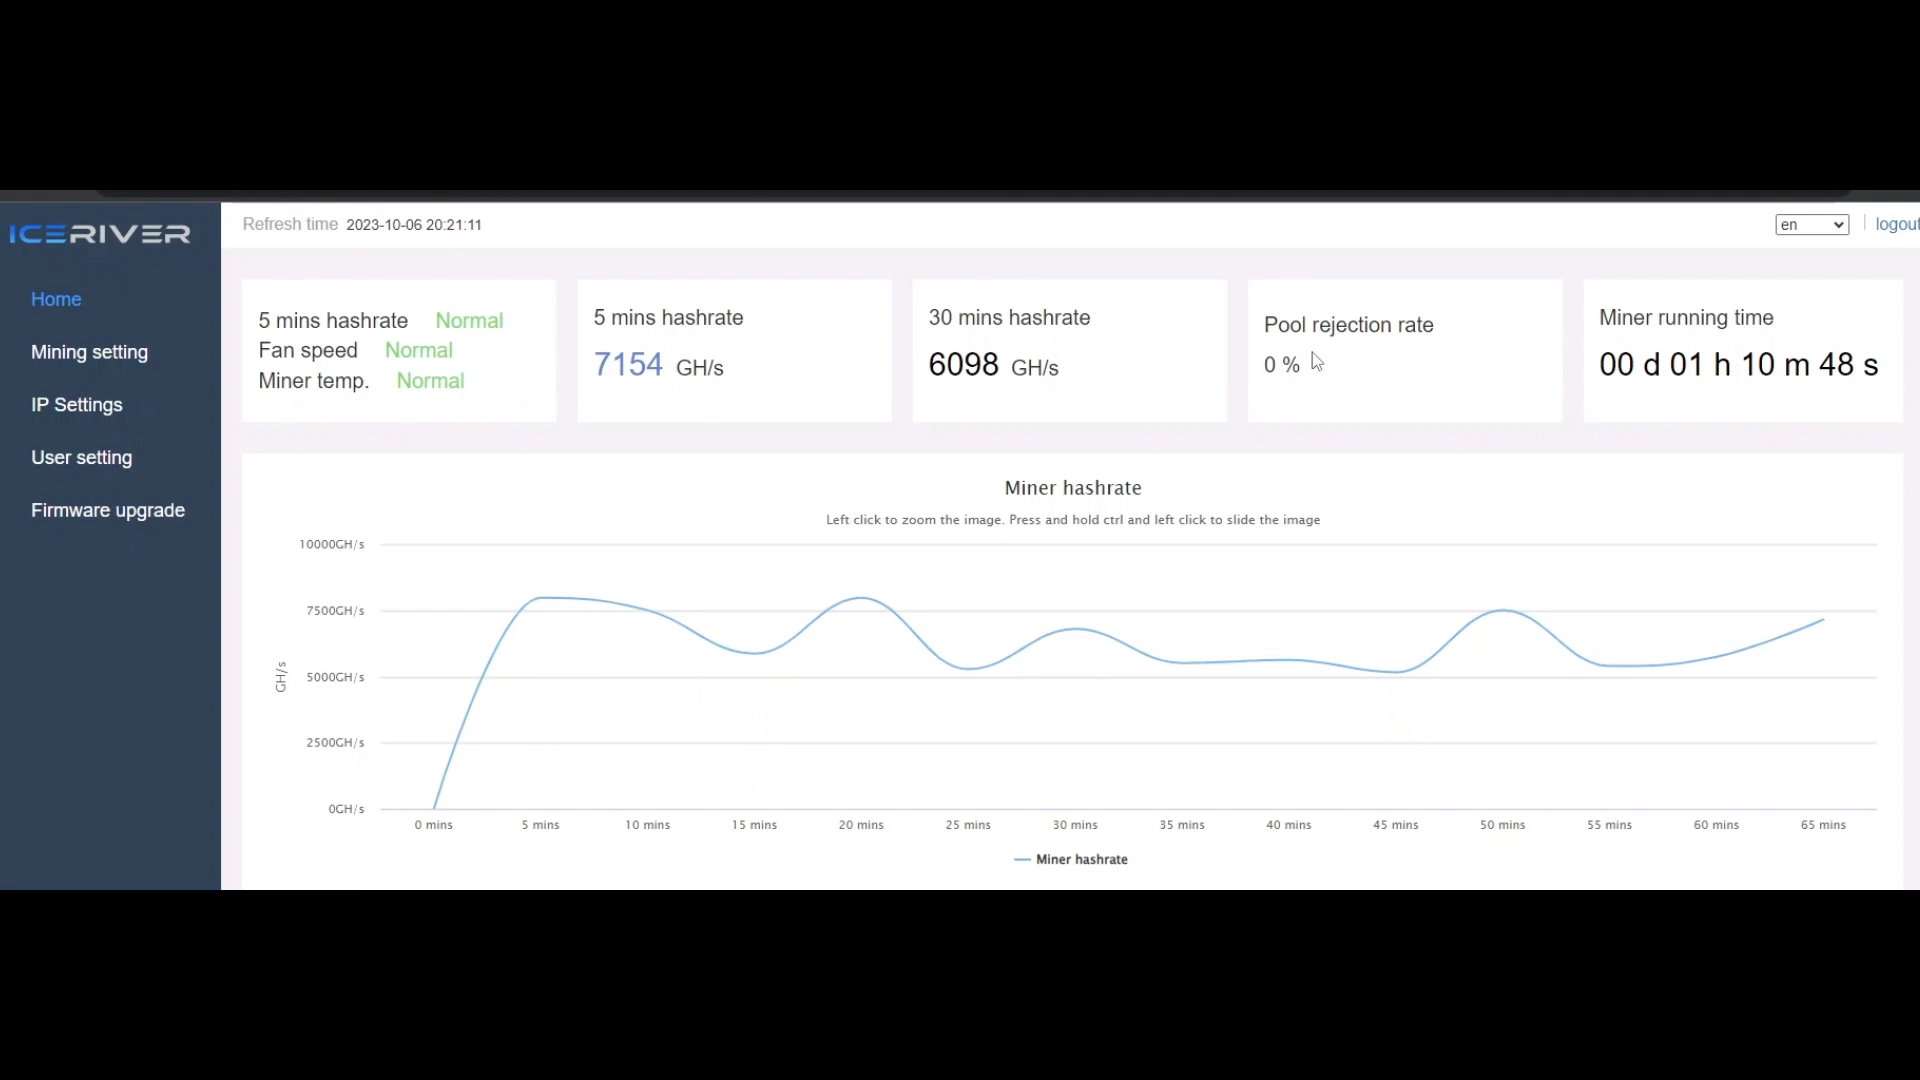 ICERIVER
Refresh time 2023-10-06 20:21:11
en
logout
Home
Mining setting
IP Settings
User setting
Firmware upgrade
5 mins hashrate Normal
Fan speed Normal
Miner temp. Normal
5 mins hashrate
7154 GH/s
30 mins hashrate
6098 GH/s
Pool rejection rate
0 %
Miner running time
00 d 01 h 10 m 48 s
Miner hashrate
Left click to zoom the image. Press and hold ctrl and left click to slide the image
GH/s
10000GH/s
7500GH/s
5000GH/s
2500GH/s
0GH/s
0 mins 5 mins 10 mins 15 mins 20 mins 25 mins 30 mins 35 mins 40 mins 45 mins 50 mins 55 mins 60 mins 65 mins
Miner hashrate